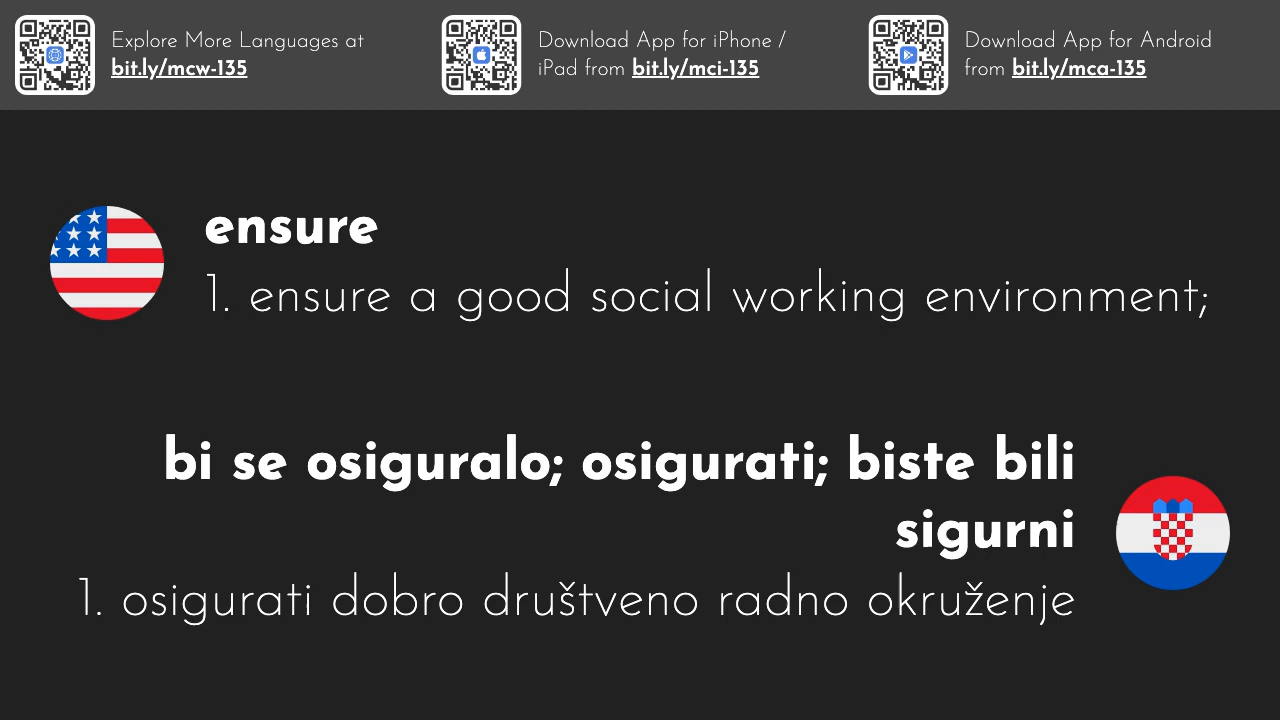 Explore More Languages at
bit.ly/mcw-135
Download App for iPhone /
iPad from bit.ly/mci-135
Download App for Android
from bit.ly/mca-135
ensure
1. ensure a good social working environment;
bi se osiguralo; osigurati; biste bili
sigurni
1. osigurati dobro društveno radno okruženje